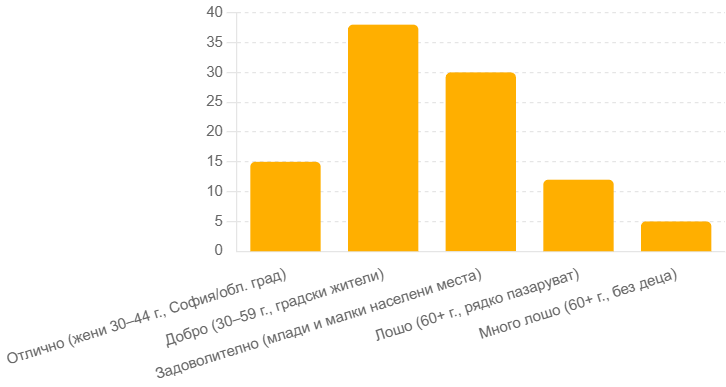 40
35
30
25
20
15
10
5
0
Отлично (жени 30–44 г., София/обл. град)
Добро (30–59 г., градски жители)
Задоволително (млади и малки населени места)
Лошо (60+ г., рядко пазаруват)
Много лошо (60+ г., без деца)